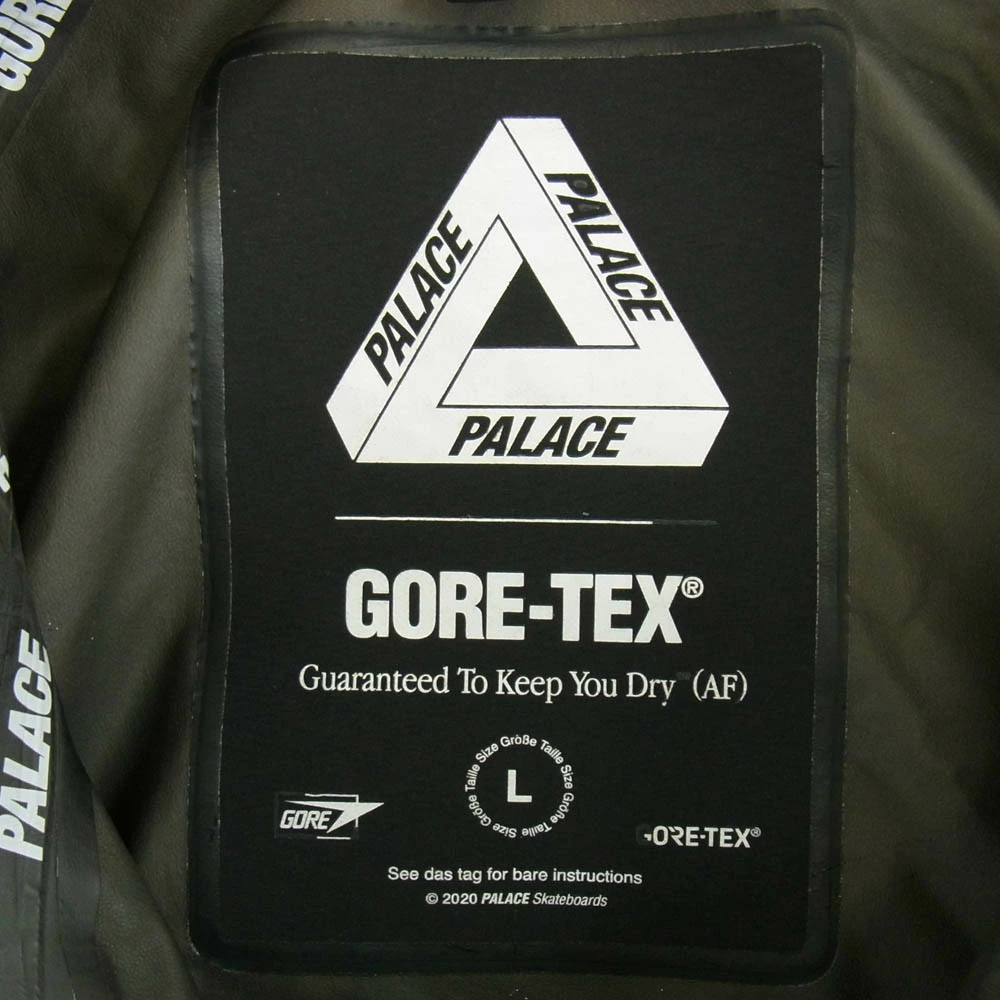 GORE
PALACE
PALACE
PALACE
PALACE
GORE-TEX®
Guaranteed To Keep You Dry (AF)
Size Größe Taille Size Größe Taille Size Größe Taille
L
GORE
ORE-TEX®
See das tag for bare instructions
© 2020 PALACE Skateboards